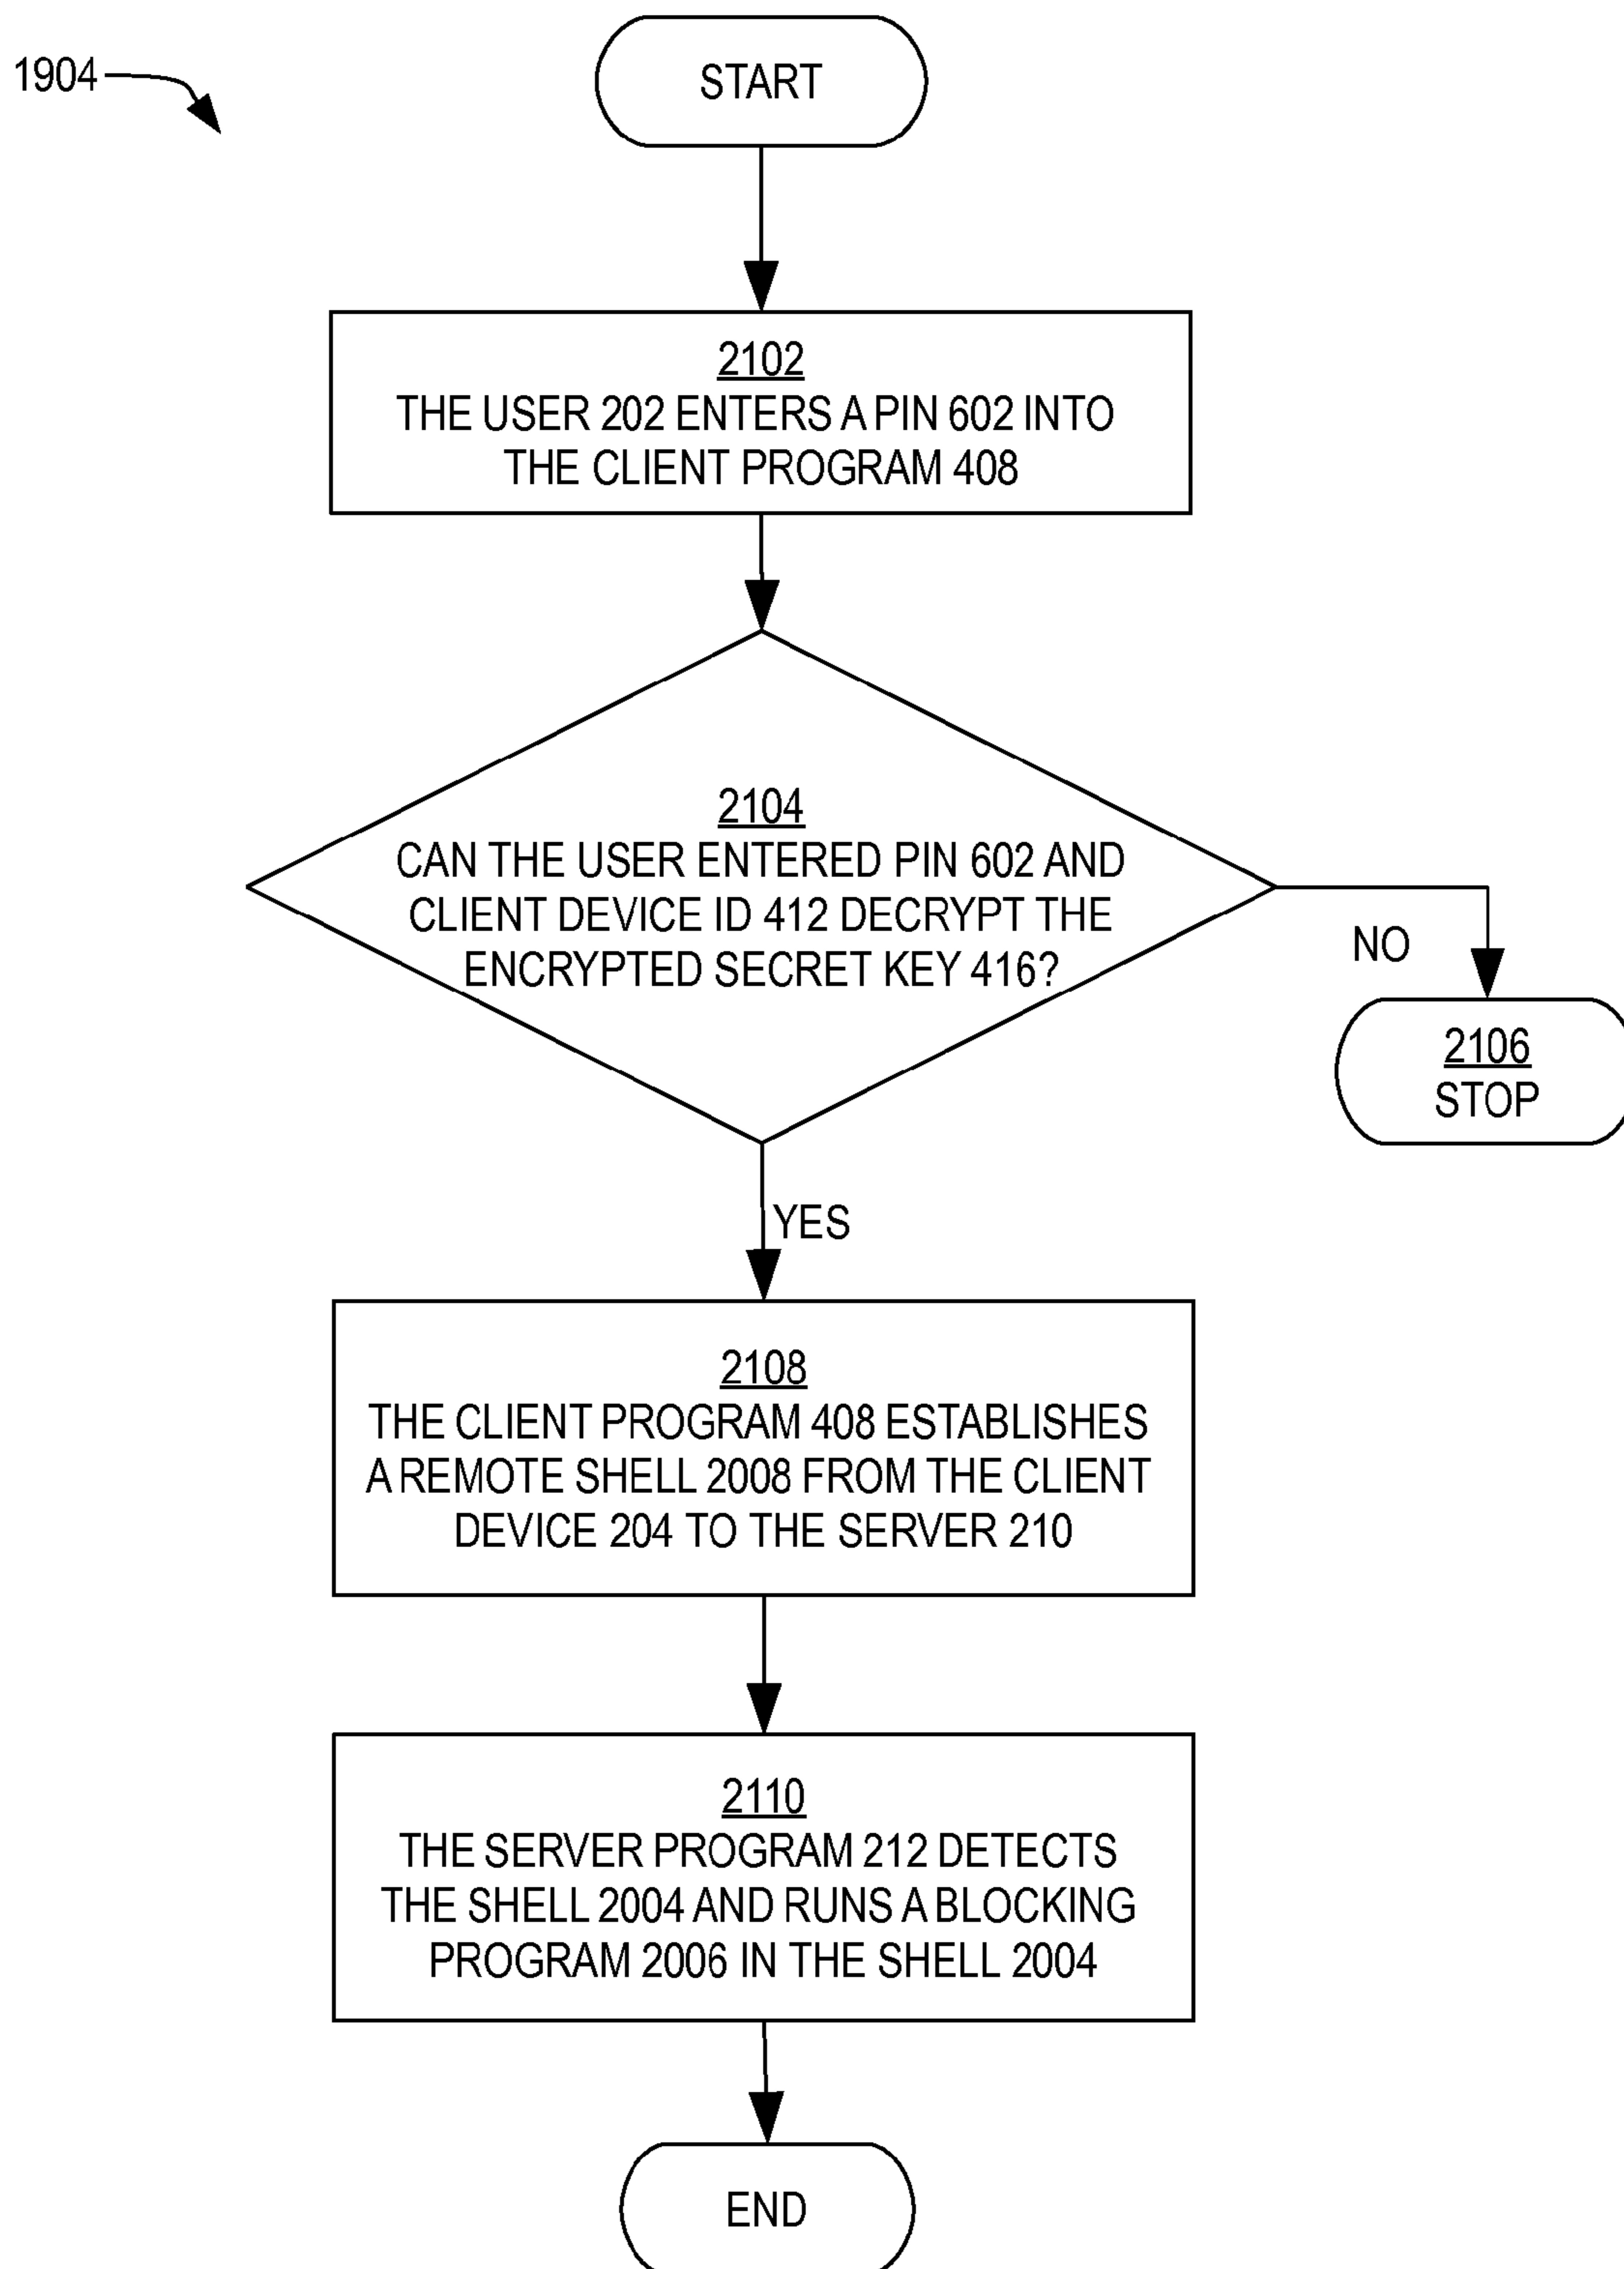 1904
START
2102
THE USER 202 ENTERS A PIN 602 INTO
THE CLIENT PROGRAM 408
2104
CAN THE USER ENTERED PIN 602 AND
CLIENT DEVICE ID 412 DECRYPT THE
ENCRYPTED SECRET KEY 416?
NO
2106
STOP
YES
2108
THE CLIENT PROGRAM 408 ESTABLISHES
A REMOTE SHELL 2008 FROM THE CLIENT
DEVICE 204 TO THE SERVER 210
2110
THE SERVER PROGRAM 212 DETECTS
THE SHELL 2004 AND RUNS A BLOCKING
PROGRAM 2006 IN THE SHELL 2004
END